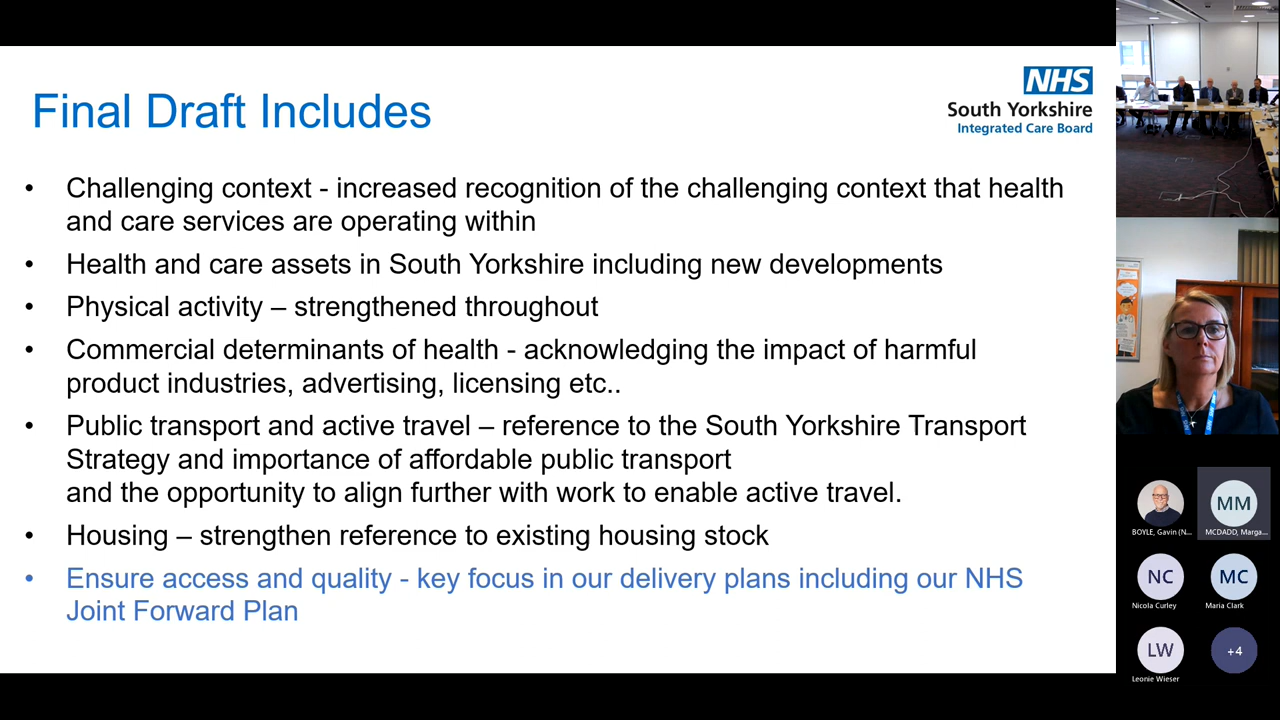 Final Draft Includes
NHS
South Yorkshire
Integrated Care Board
• Challenging context - increased recognition of the challenging context that health
and care services are operating within
• Health and care assets in South Yorkshire including new developments
• Physical activity – strengthened throughout
• Commercial determinants of health - acknowledging the impact of harmful
product industries, advertising, licensing etc..
• Public transport and active travel – reference to the South Yorkshire Transport
Strategy and importance of affordable public transport
and the opportunity to align further with work to enable active travel.
• Housing – strengthen reference to existing housing stock
• Ensure access and quality - key focus in our delivery plans including our NHS
Joint Forward Plan
BOYLE, Gavin (N...
MM
MCDADD, Marga...
NC
Nicola Curley
MC
Maria Clark
LW
Leonie Wieser
+4